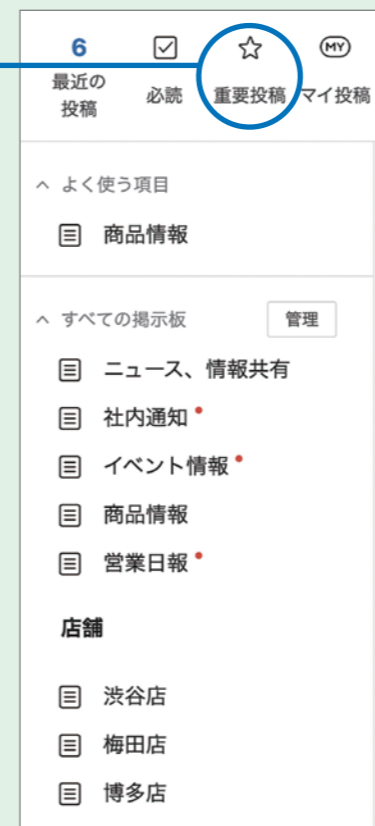 6
最近の
投稿
必読
重要投稿
MY
マイ投稿
よく使う項目
商品情報
すべての掲示板
管理
ニュース、情報共有
社内通知
イベント情報
商品情報
営業日報
店舗
渋谷店
梅田店
博多店